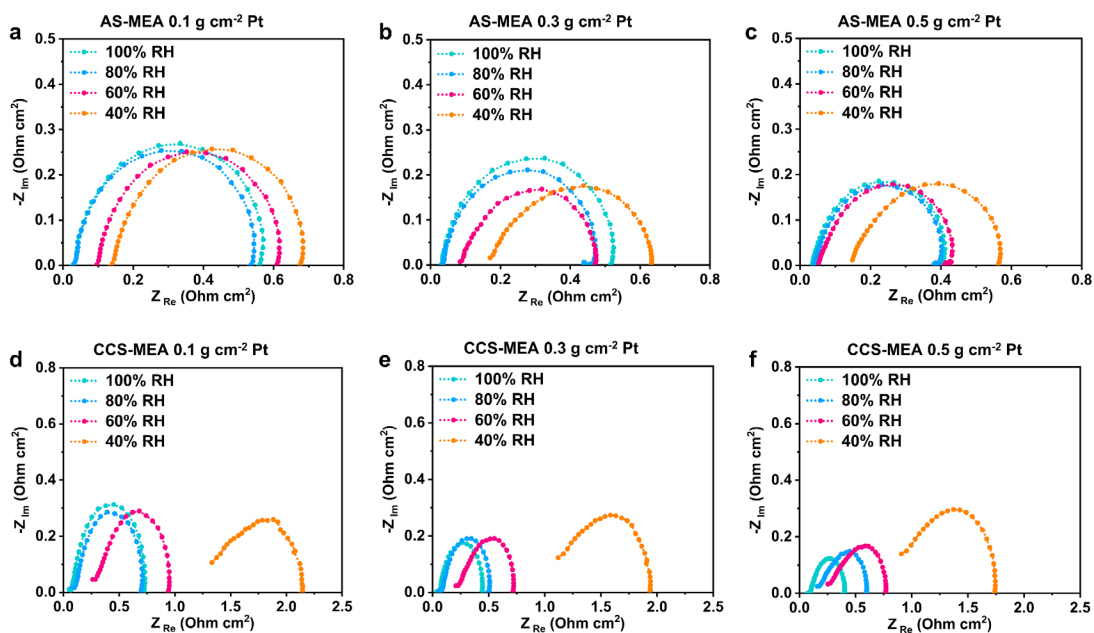 a
AS-MEA 0.1 g cm⁻² Pt
0.5
0.4
0.3
0.2
0.1
0.0
-Z Im (Ohm cm²)
100% RH
80% RH
60% RH
40% RH
0.0 0.2 0.4 0.6 0.8
Z Re (Ohm cm²)
b
AS-MEA 0.3 g cm⁻² Pt
0.5
0.4
0.3
0.2
0.1
0.0
-Z Im (Ohm cm²)
100% RH
80% RH
60% RH
40% RH
0.0 0.2 0.4 0.6 0.8
Z Re (Ohm cm²)
c
AS-MEA 0.5 g cm⁻² Pt
0.5
0.4
0.3
0.2
0.1
0.0
-Z Im (Ohm cm²)
100% RH
80% RH
60% RH
40% RH
0.0 0.2 0.4 0.6 0.8
Z Re (Ohm cm²)
d
CCS-MEA 0.1 g cm⁻² Pt
0.8
0.6
0.4
0.2
0.0
-Z Im (Ohm cm²)
100% RH
80% RH
60% RH
40% RH
0.0 0.5 1.0 1.5 2.0 2.5
Z Re (Ohm cm²)
e
CCS-MEA 0.3 g cm⁻² Pt
0.8
0.6
0.4
0.2
0.0
-Z Im (Ohm cm²)
100% RH
80% RH
60% RH
40% RH
0.0 0.5 1.0 1.5 2.0 2.5
Z Re (Ohm cm²)
f
CCS-MEA 0.5 g cm⁻² Pt
0.8
0.6
0.4
0.2
0.0
-Z Im (Ohm cm²)
100% RH
80% RH
60% RH
40% RH
0.0 0.5 1.0 1.5 2.0 2.5
Z Re (Ohm cm²)